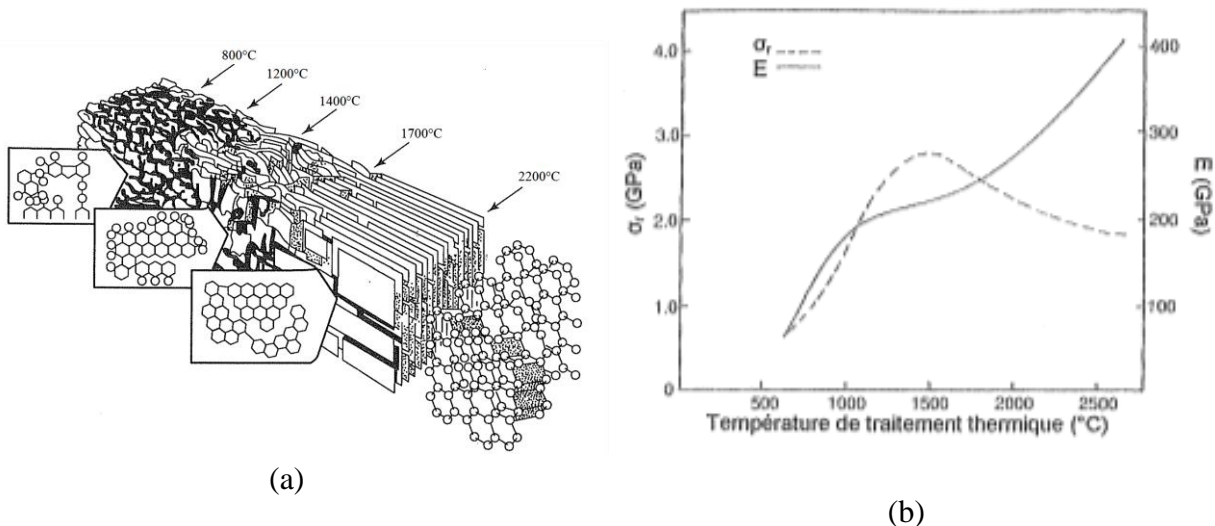 800°C
1200°C
1400°C
1700°C
2200°C
(a)
4.0
3.0
2.0
1.0
0
σr (GPa)
σr
E
400
300
200
100
E (GPa)
500
1000
1500
2000
2500
Température de traitement thermique (°C)
(b)